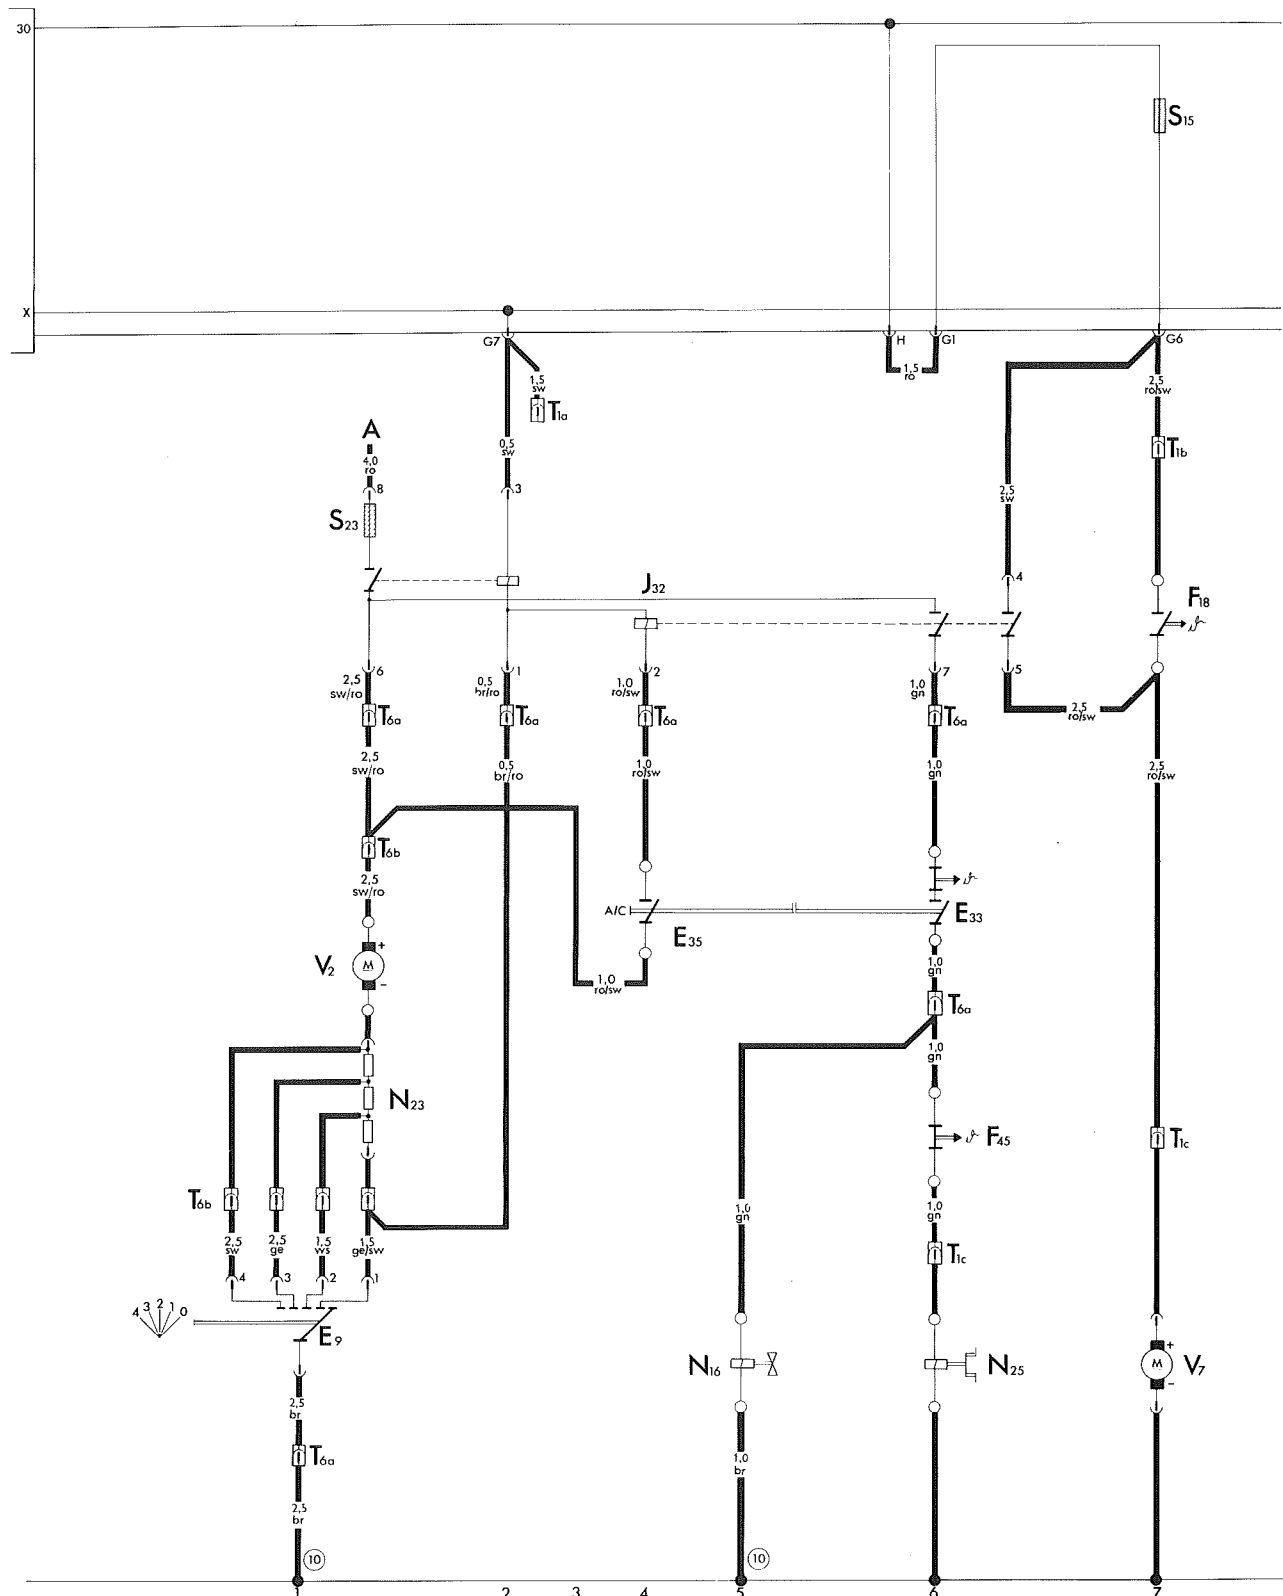 30
S15
X
G7
H
G1
G6
1,5
ro
1,5
sw
T1a
2,5
ro/sw
A
4,0
ro
8
0,5
sw
3
T1b
2,5
sw
S23
4
J32
F18
6
1
2
7
5
2,5
sw/ro
0,5
br/ro
1,0
ro/sw
1,0
gn
T6a
T6a
T6a
T6a
2,5
ro/sw
2,5
sw/ro
0,5
br/ro
1,0
ro/sw
1,0
gn
2,5
ro/sw
T6b
2,5
sw/ro
A/C
E33
E35
+
V2
M
-
1,0
ro/sw
1,0
gn
T6a
1,0
gn
N23
F45
T1c
T6b
1,0
gn
1,0
gn
2,5
sw
2,5
ge
1,5
ws
1,5
ge/sw
T1c
4
3
2
1
4 3 2 1 0
E9
N16
N25
+
M
V7
-
2,5
br
T6a
1,0
br
2,5
br
10
10
1 2 3 4 5 6 7